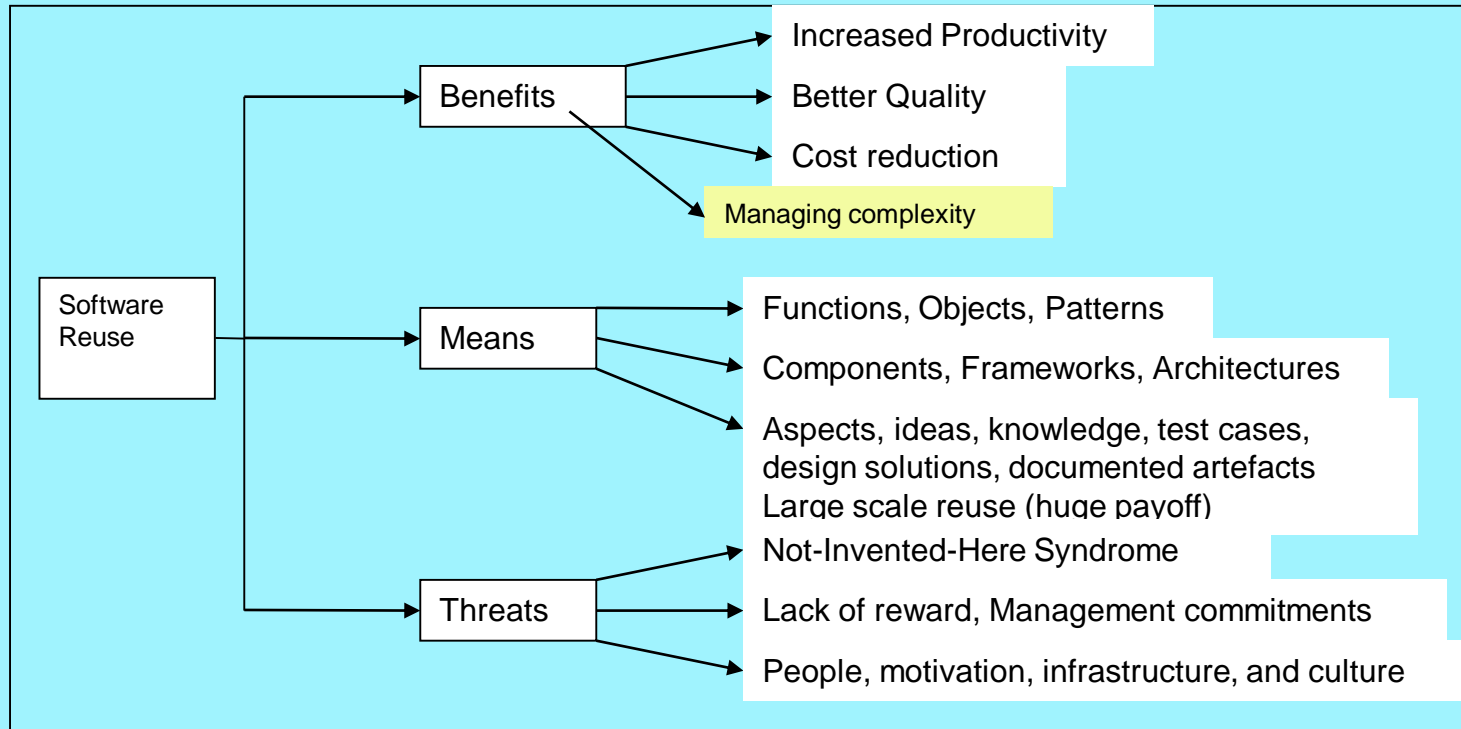 Software
Reuse
Benefits
Increased Productivity
Better Quality
Cost reduction
Managing complexity
Means
Functions, Objects, Patterns
Components, Frameworks, Architectures
Aspects, ideas, knowledge, test cases,
design solutions, documented artefacts
Large scale reuse (huge payoff)
Threats
Not-Invented-Here Syndrome
Lack of reward, Management commitments
People, motivation, infrastructure, and culture